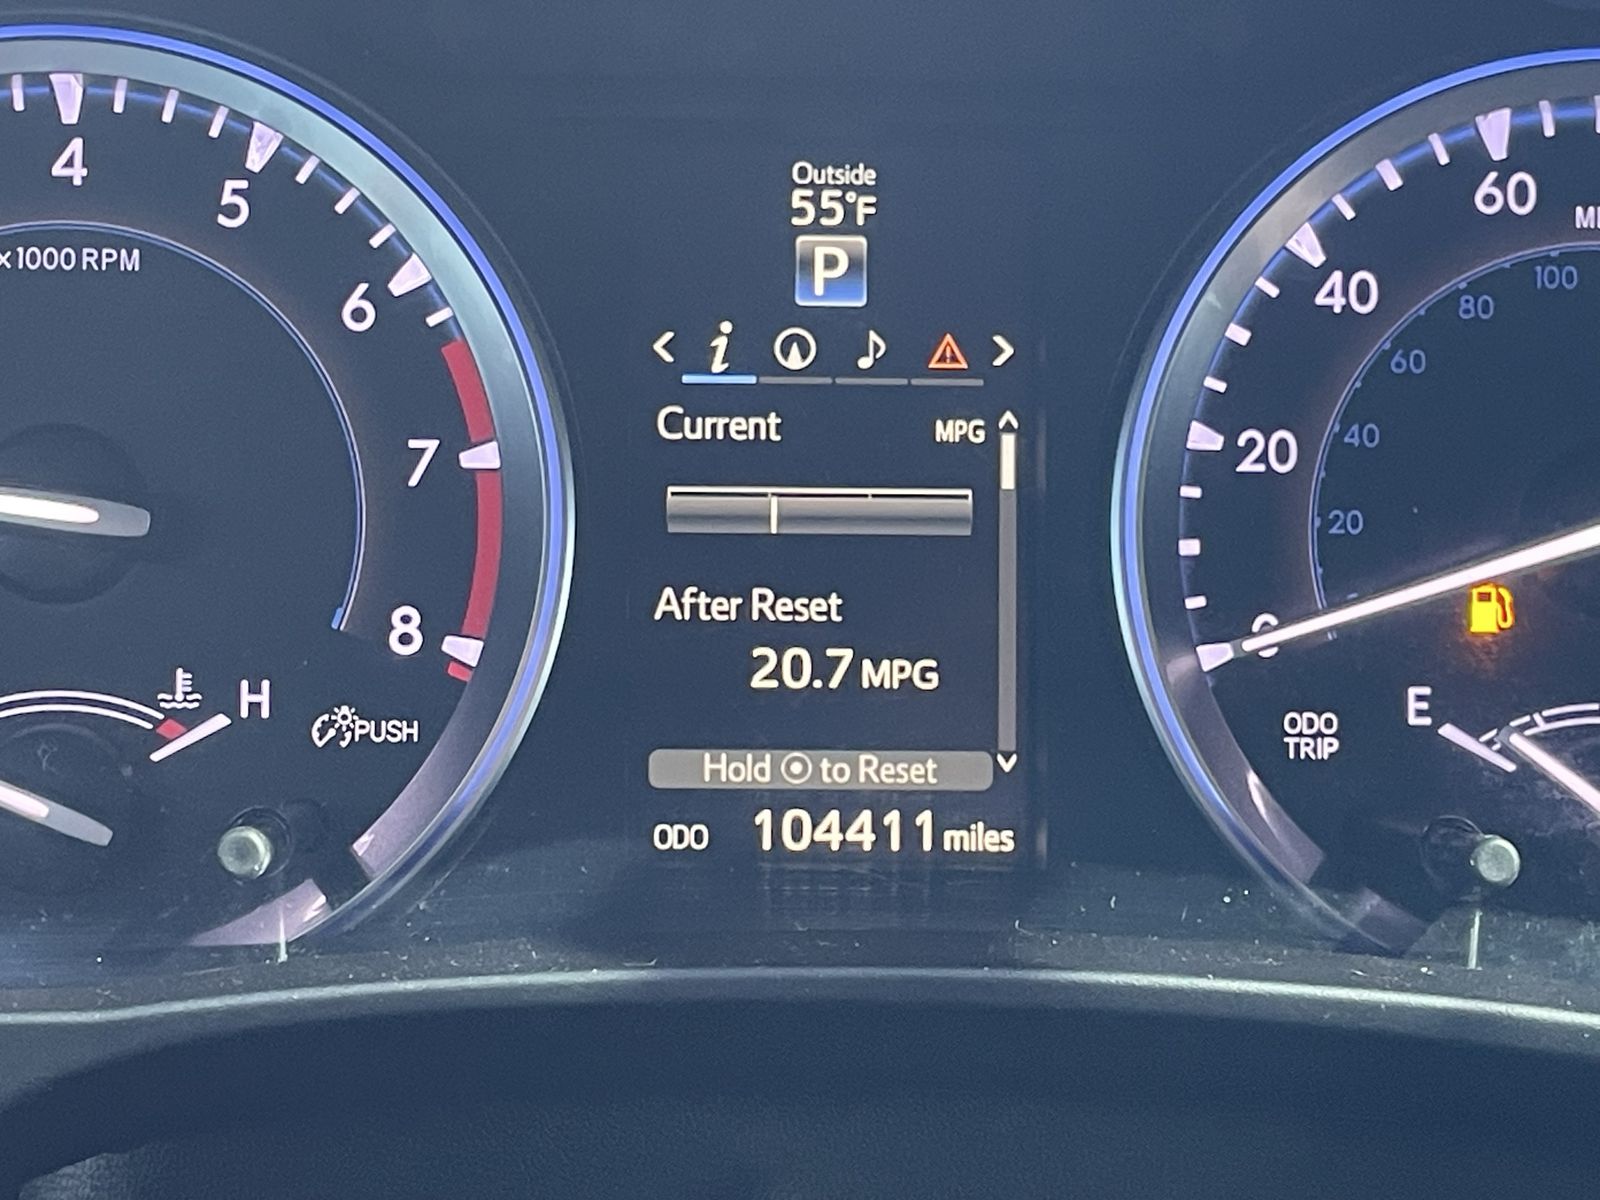 4
5
×1000 RPM
6
7
8
H
PUSH
Outside
55°F
P
i
Current MPG
After Reset
20.7 MPG
Hold to Reset
ODO 104411 miles
60
40
20
0
100
80
60
40
20
E
ODO
TRIP